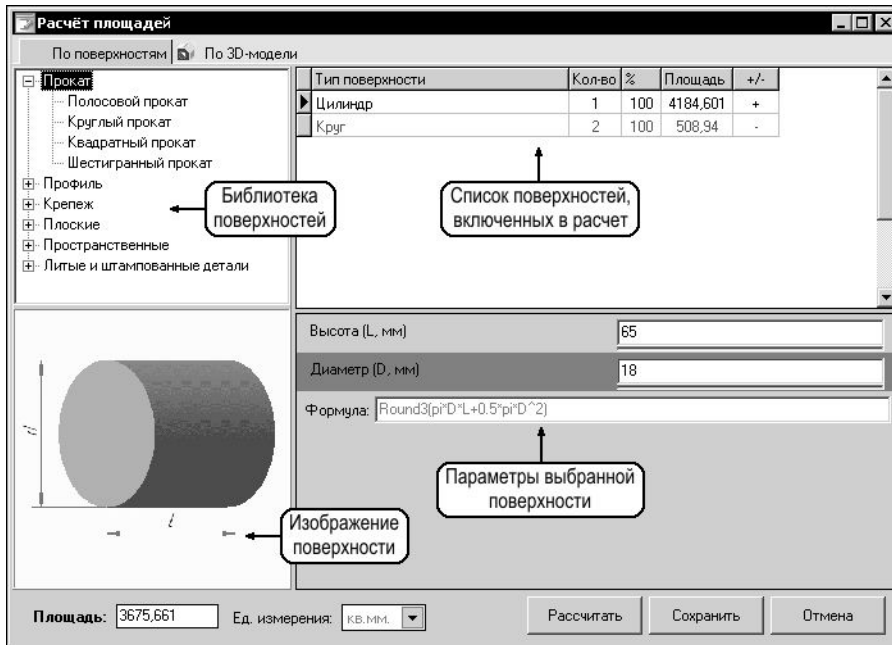 Расчёт площадей
По поверхностям По 3D-модели
Прокат
Полосовой прокат
Круглый прокат
Квадратный прокат
Шестигранный прокат
Профиль
Крепеж
Плоские
Пространственные
Литые и штампованные детали
Библиотека
поверхностей
Тип поверхности Кол-во % Площадь +/-
Цилиндр 1 100 4184,601 +
Круг 2 100 508,94 -
Список поверхностей,
включенных в расчет
d
l
Изображение
поверхности
Высота (L, мм) 65
Диаметр (D, мм) 18
Формула: Round3(pi*D*L+0.5*pi*D^2)
Параметры выбранной
поверхности
Площадь: 3675,661 Ед. измерения: кв.мм. Рассчитать Сохранить Отмена